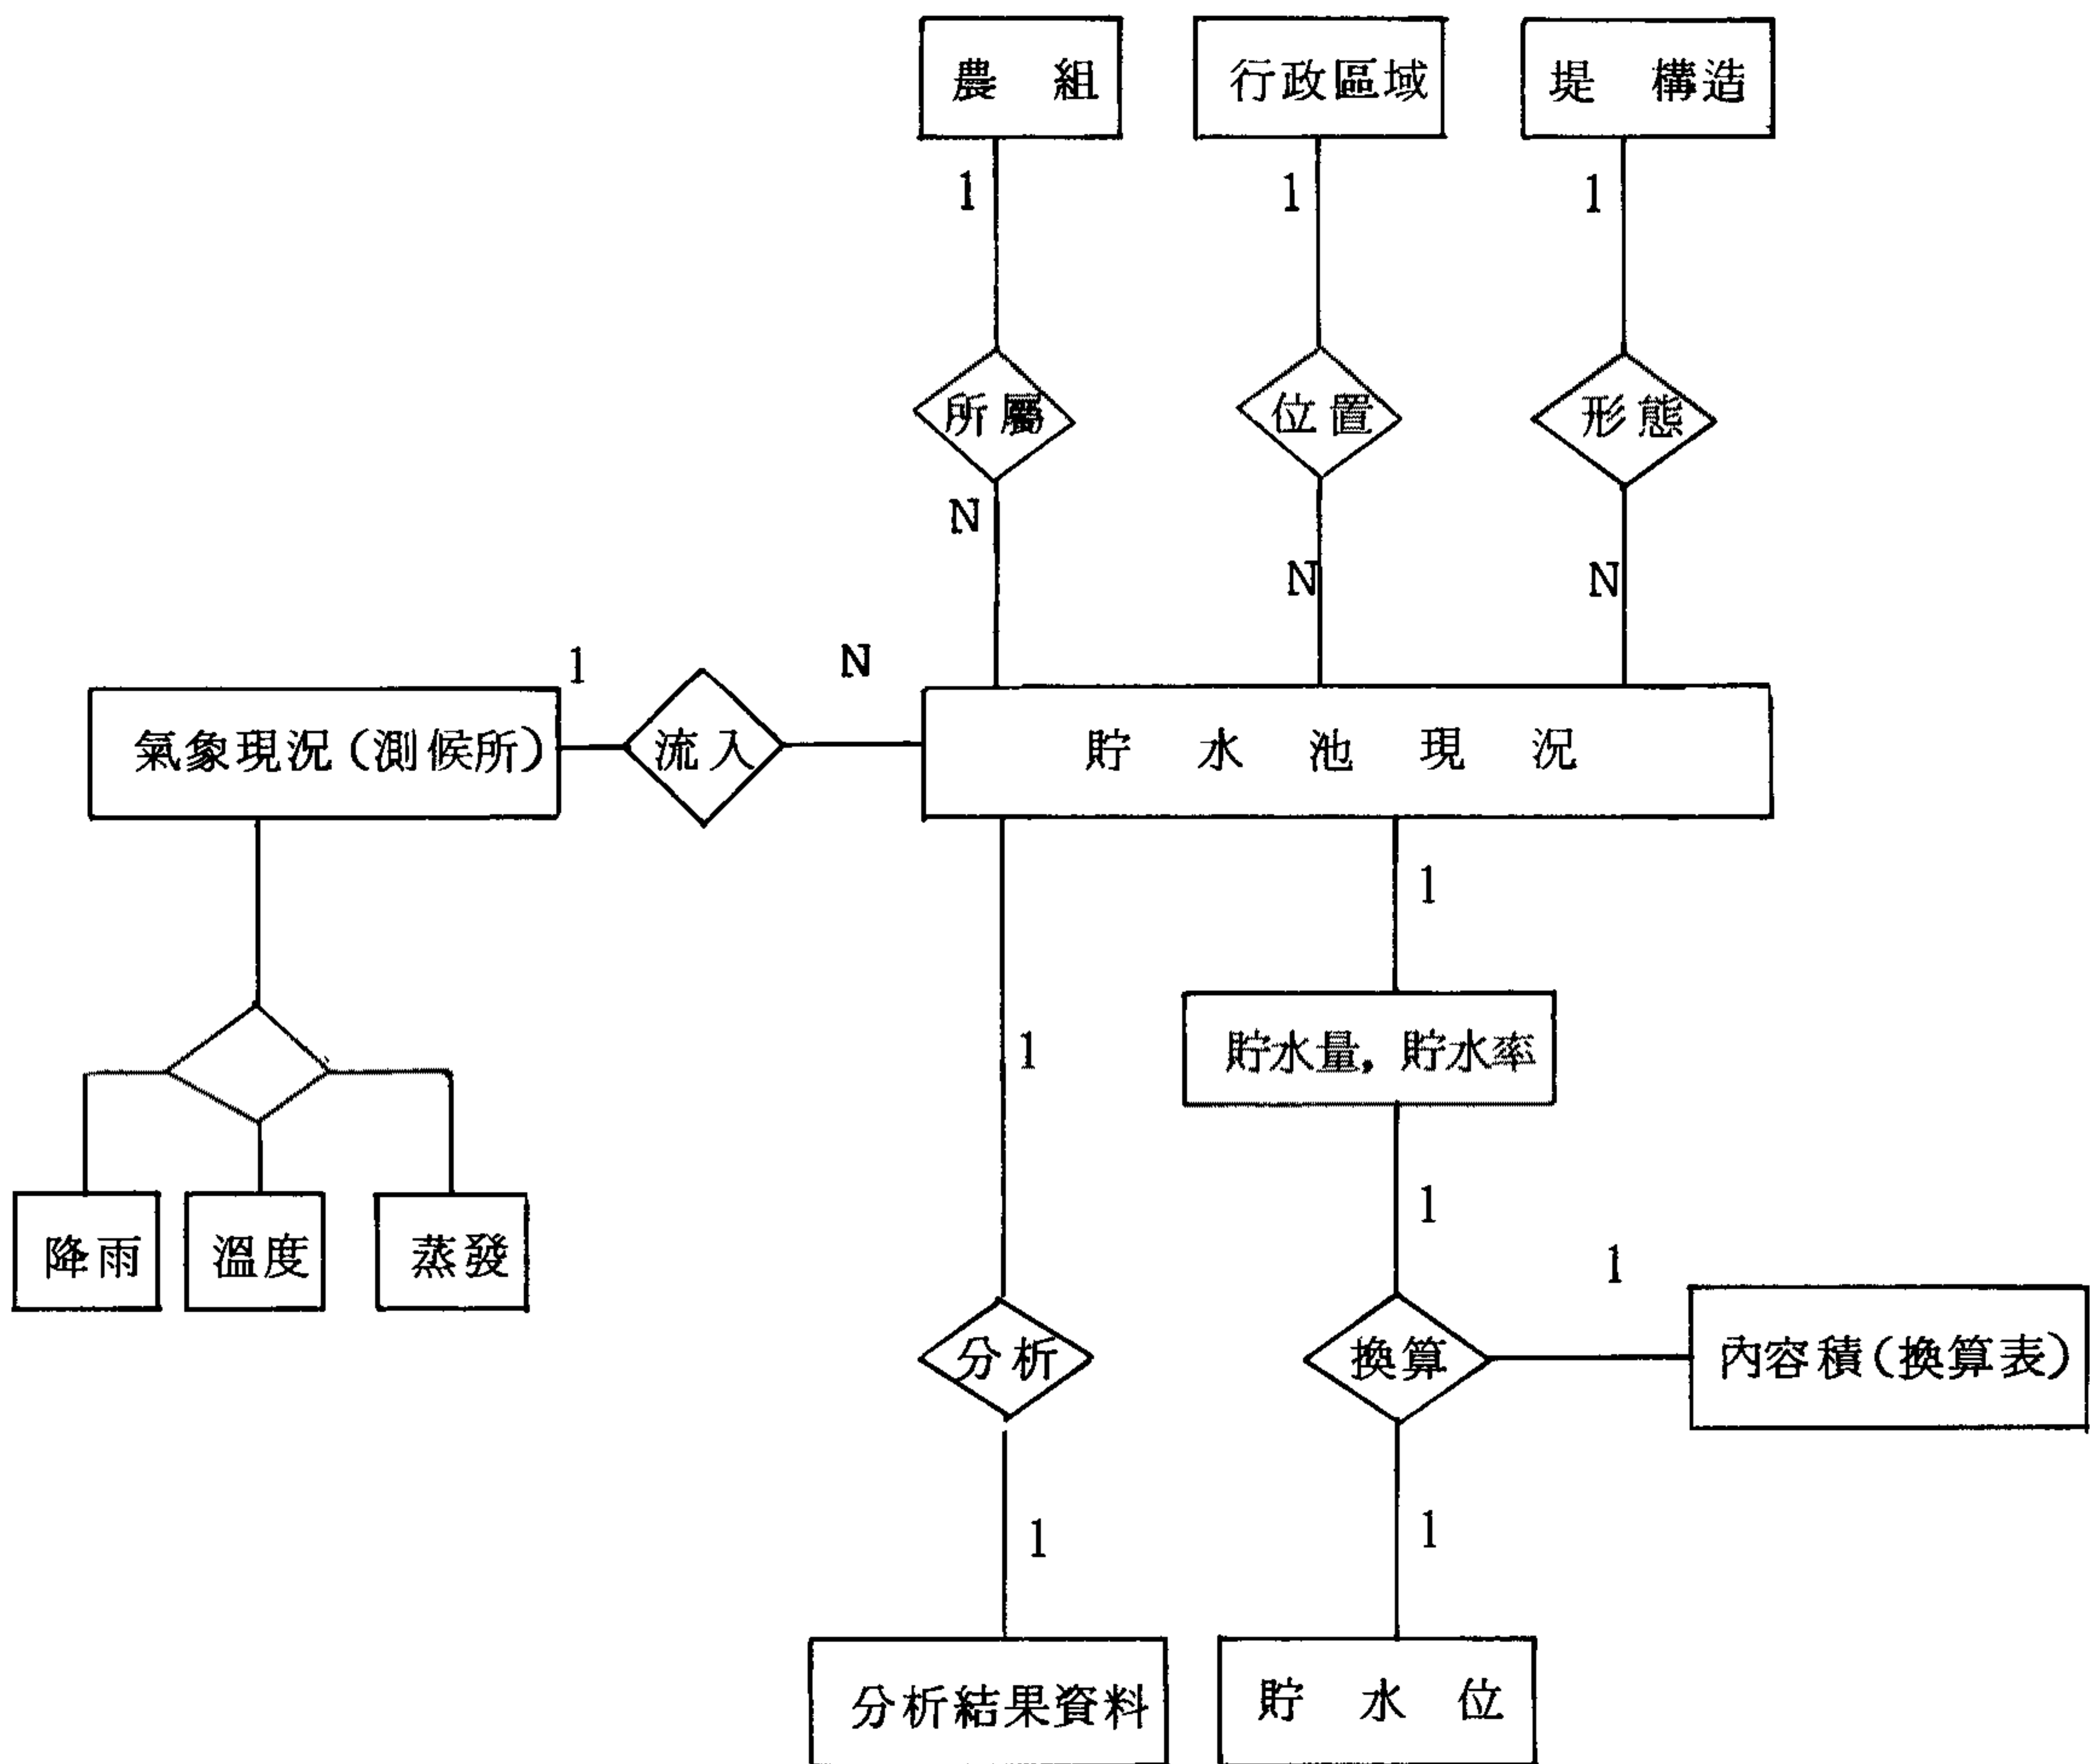 農 組 行政區域 堤 構造
1 1 1
所屬 位置 形態
N N N
1 N
氣象現況(測候所) 流入 貯 水 池 現 況
1
1 貯水量, 貯水率
1
降雨 溫度 蒸發
1
分析 換算 內容積(換算表)
1 1
分析結果資料 貯 水 位